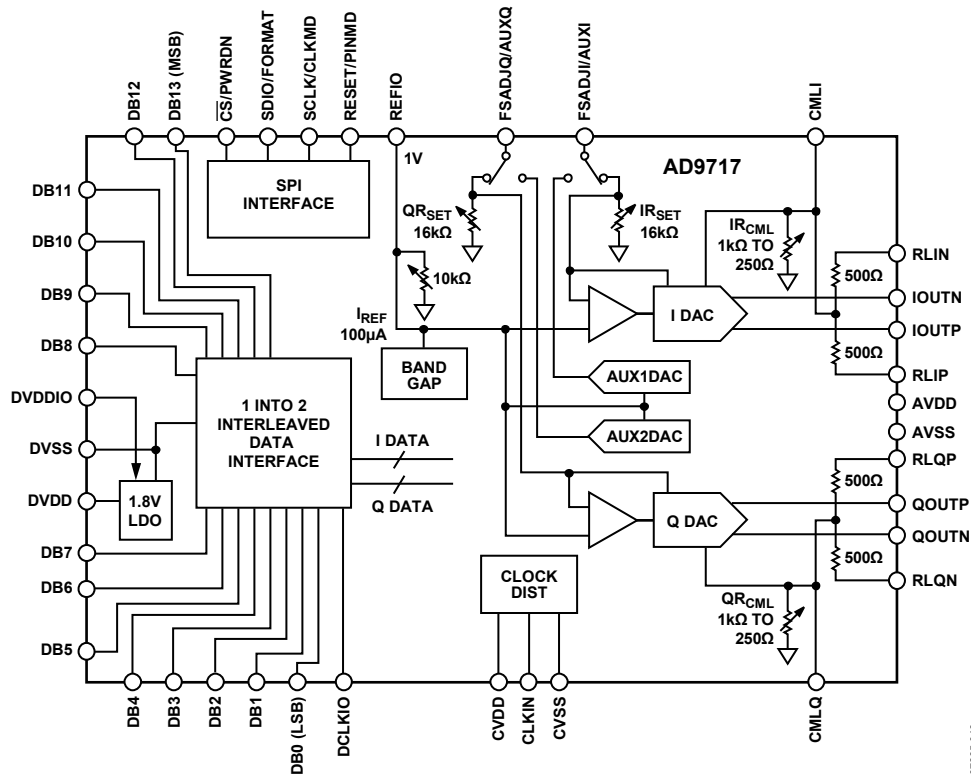 DB12
DB13 (MSB)
CS/PWRDN
SDIO/FORMAT
SCLK/CLKMD
RESET/PINMD
REFIO
FSADJQ/AUXQ
FSADJI/AUXI
CMLI
1V
AD9717
DB11
DB10
DB9
DB8
DVDDIO
DVSS
DVDD
DB7
DB6
DB5
SPI
INTERFACE
QRSET
16kΩ
IRSET
16kΩ
IRCML
1kΩ TO
250Ω
10kΩ
IREF
100µA
BAND
GAP
I DAC
500Ω
500Ω
RLIN
IOUTN
IOUTP
RLIP
AVDD
AVSS
RLQP
QOUTP
QOUTN
RLQN
AUX1DAC
AUX2DAC
1 INTO 2
INTERLEAVED
DATA
INTERFACE
I DATA
Q DATA
1.8V
LDO
Q DAC
500Ω
500Ω
CLOCK
DIST
QRCML
1kΩ TO
250Ω
DB4
DB3
DB2
DB1
DB0 (LSB)
DCLKIO
CVDD
CLKIN
CVSS
CMLQ